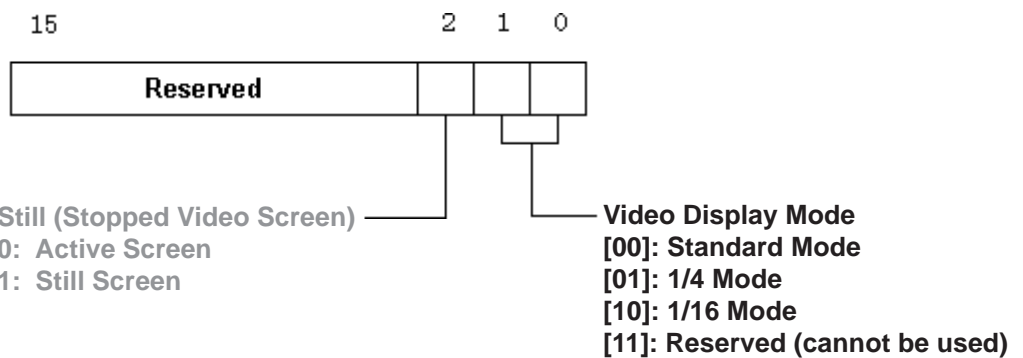 15 2 1 0
Reserved
Still (Stopped Video Screen)
0: Active Screen
1: Still Screen
Video Display Mode
[00]: Standard Mode
[01]: 1/4 Mode
[10]: 1/16 Mode
[11]: Reserved (cannot be used)